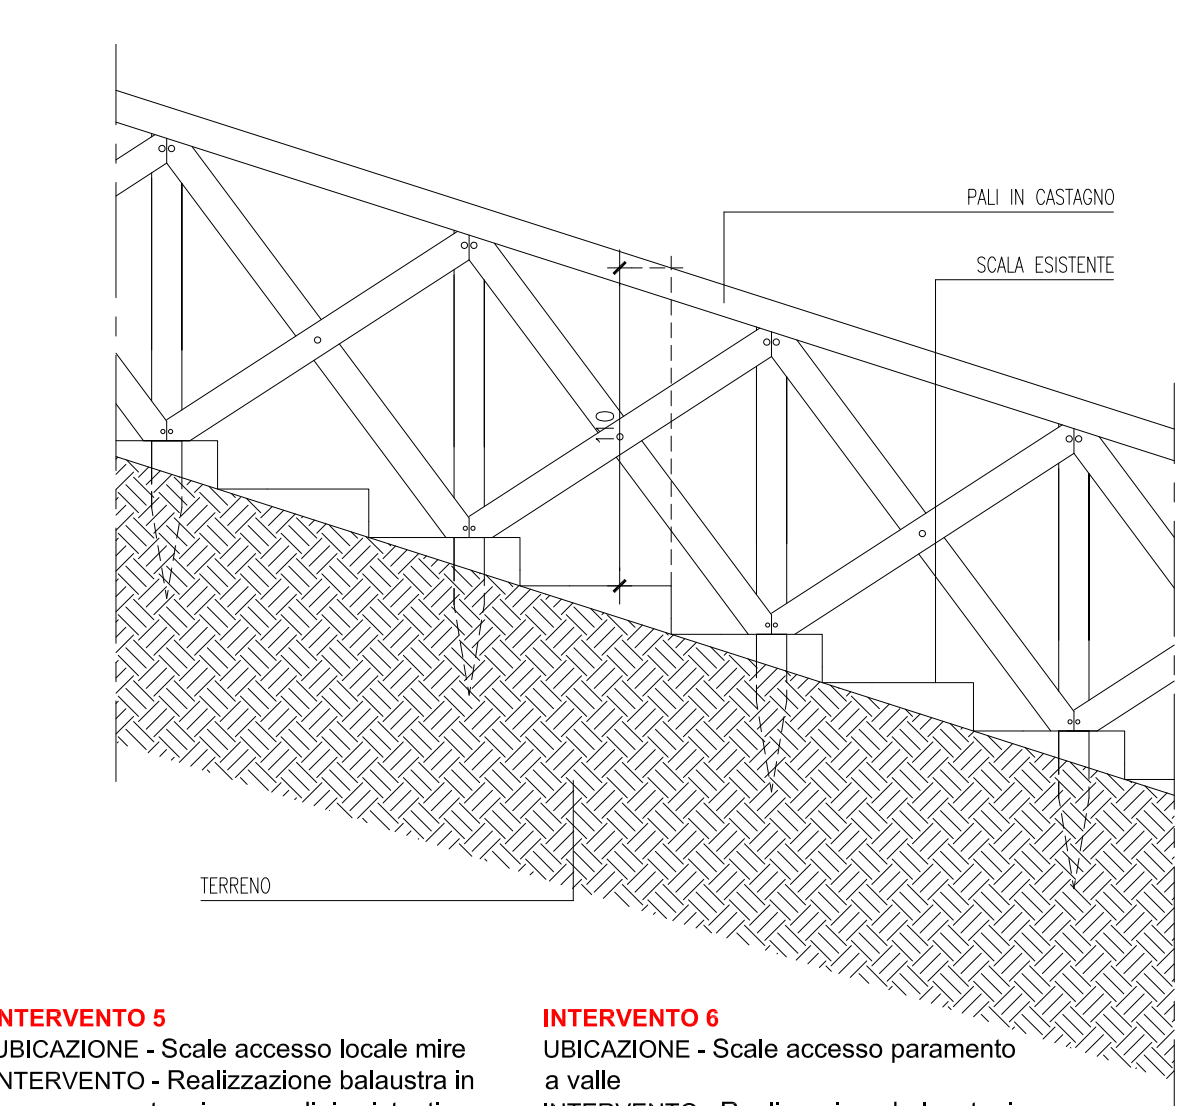 PALI IN CASTAGNO
SCALA ESISTENTE
110
TERRENO
INTERVENTO 5
UBICAZIONE - Scale accesso locale mire
INTERVENTO - Realizzazione balaustra in
INTERVENTO 6
UBICAZIONE - Scale accesso paramento
a valle